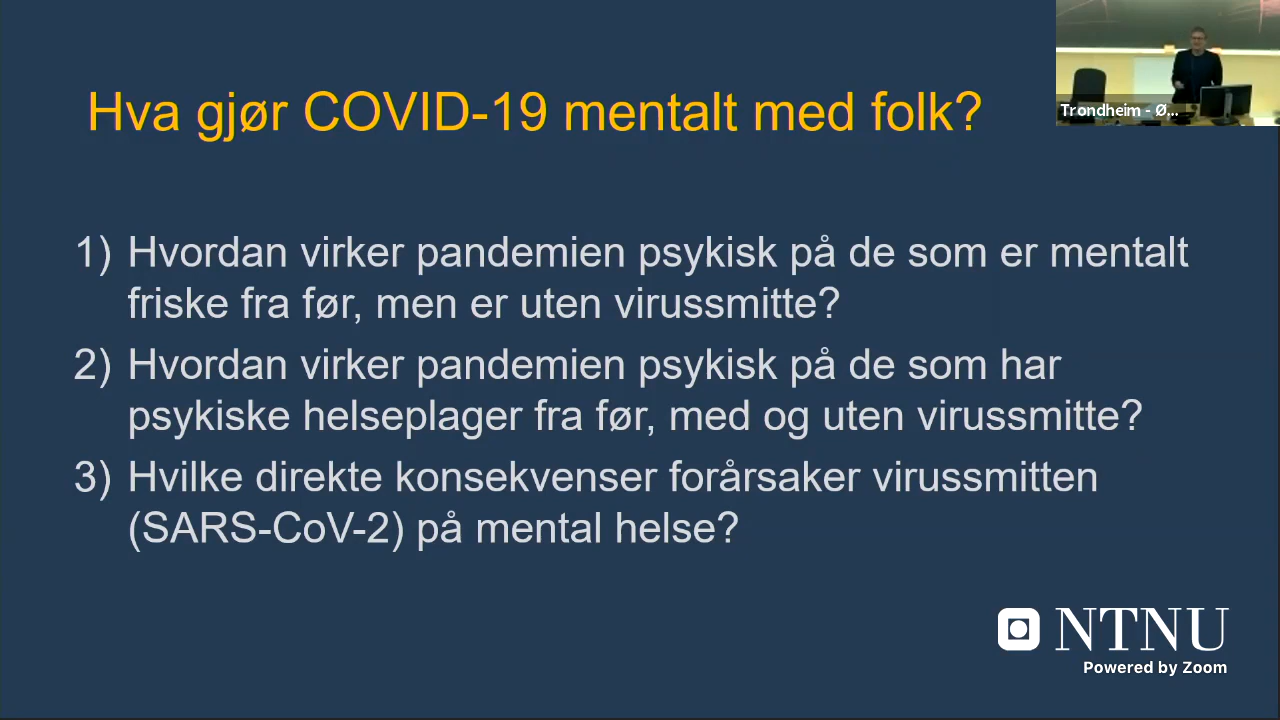 Hva gjør COVID-19 mentalt med folk?
Trondheim - Ø...
1) Hvordan virker pandemien psykisk på de som er mentalt
friske fra før, men er uten virussmitte?
2) Hvordan virker pandemien psykisk på de som har
psykiske helseplager fra før, med og uten virussmitte?
3) Hvilke direkte konsekvenser forårsaker virussmitten
(SARS-CoV-2) på mental helse?
NTNU
Powered by Zoom